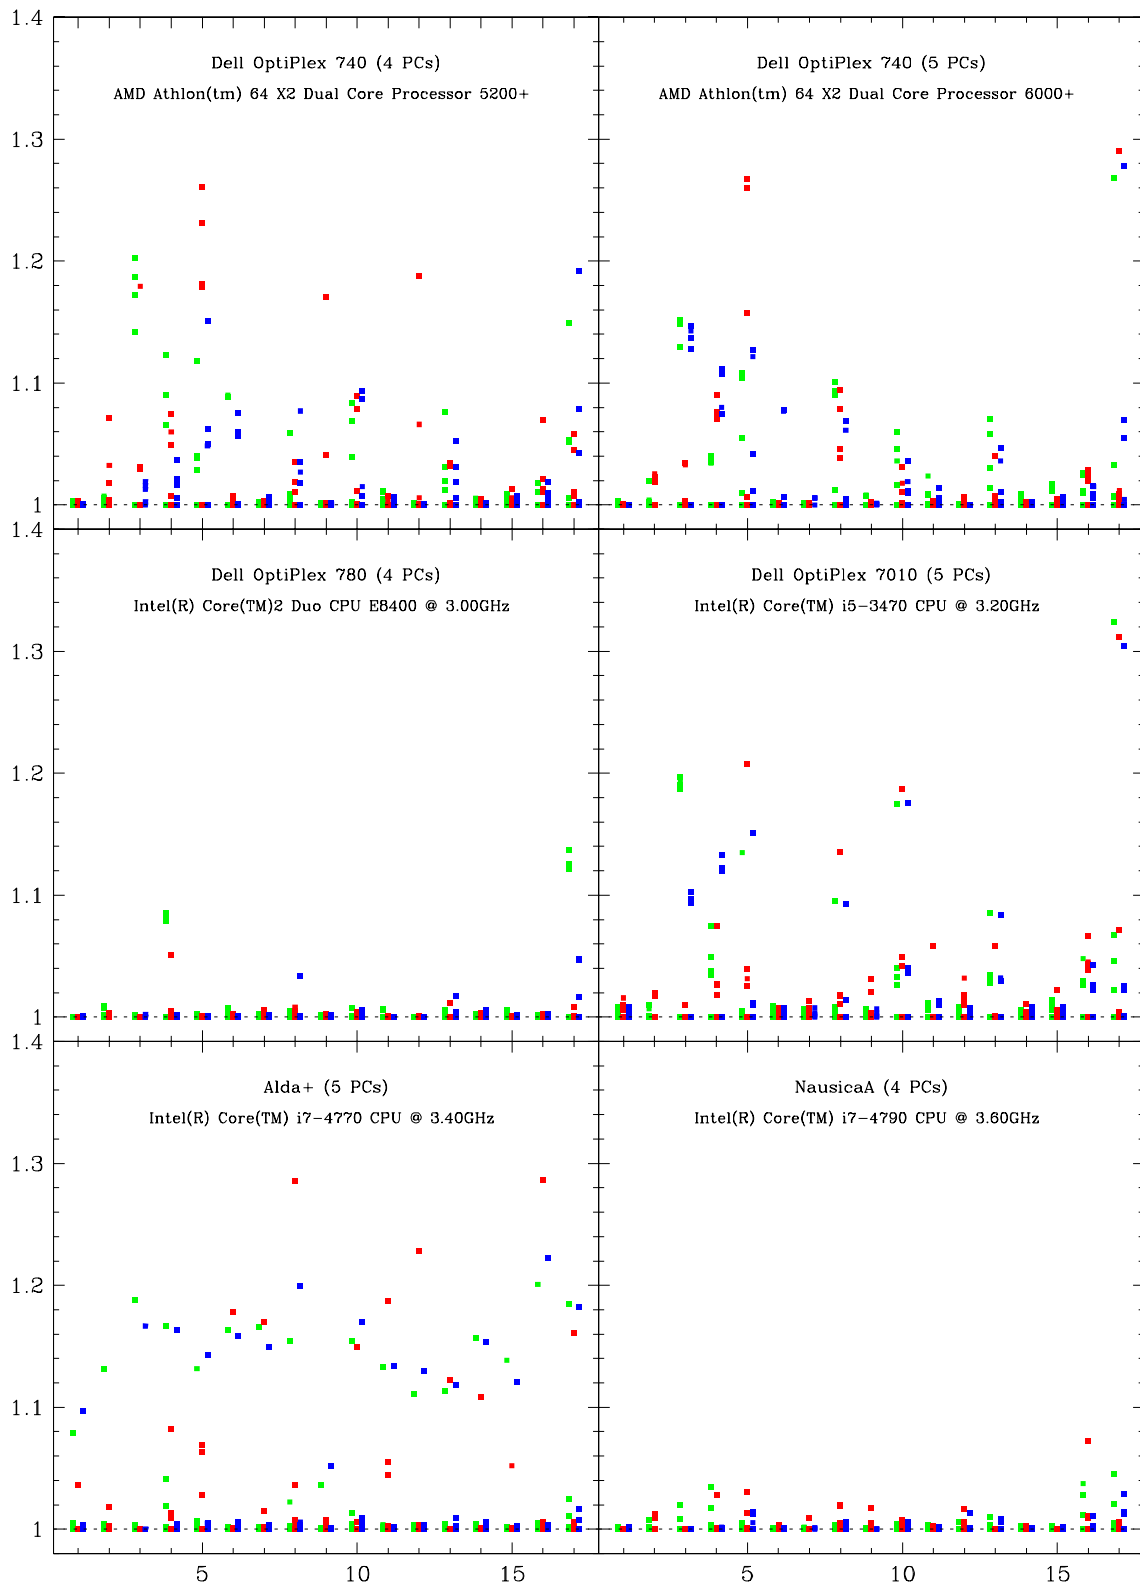 1.4
Dell OptiPlex 740 (4 PCs)
AMD Athlon(tm) 64 X2 Dual Core Processor 5200+
Dell OptiPlex 740 (5 PCs)
AMD Athlon(tm) 64 X2 Dual Core Processor 6000+
1.3
1.2
1.1
1
1.4
Dell OptiPlex 780 (4 PCs)
Intel(R) Core(TM)2 Duo CPU E8400 @ 3.00GHz
Dell OptiPlex 7010 (5 PCs)
Intel(R) Core(TM) i5-3470 CPU @ 3.20GHz
1.3
1.2
1.1
1
1.4
Alda+ (5 PCs)
Intel(R) Core(TM) i7-4770 CPU @ 3.40GHz
NausicaA (4 PCs)
Intel(R) Core(TM) i7-4790 CPU @ 3.60GHz
1.3
1.2
1.1
1
5 10 15 5 10 15